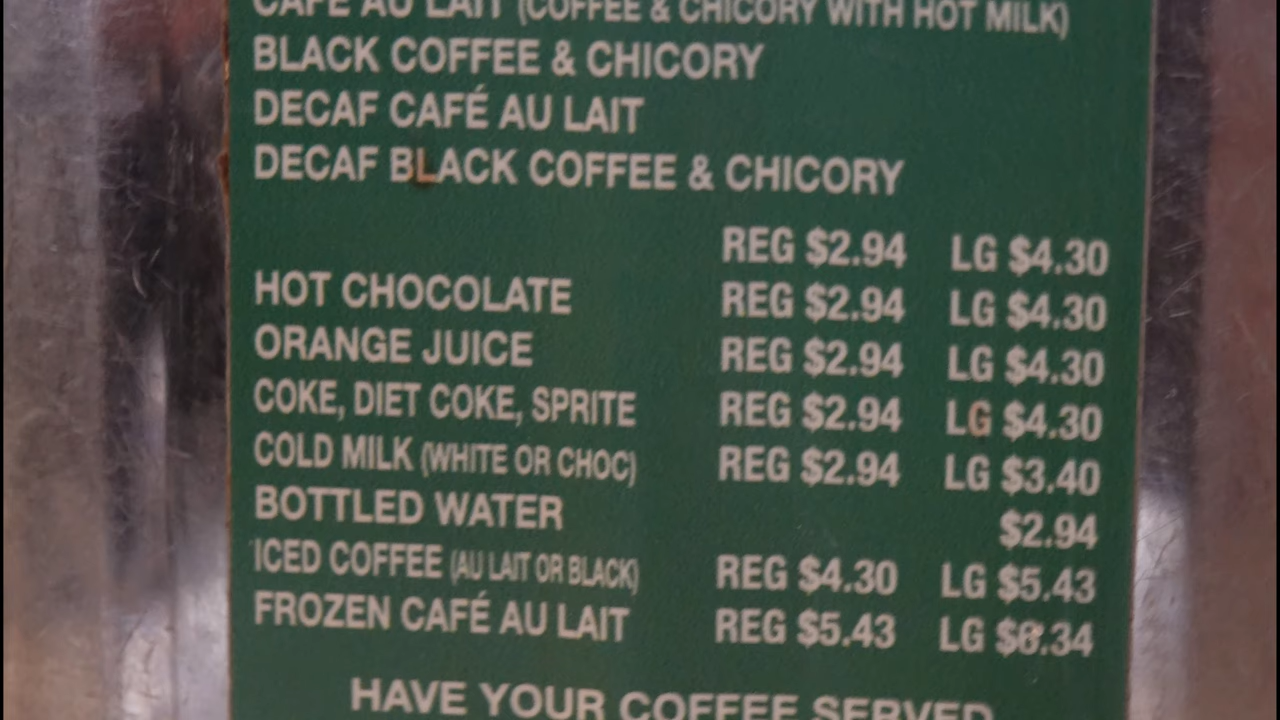 CAFÉ AU LAIT (COFFEE & CHICORY WITH HOT MILK)
BLACK COFFEE & CHICORY
DECAF CAFÉ AU LAIT
DECAF BLACK COFFEE & CHICORY
REG $2.94 LG $4.30
HOT CHOCOLATE REG $2.94 LG $4.30
ORANGE JUICE REG $2.94 LG $4.30
COKE, DIET COKE, SPRITE REG $2.94 LG $4.30
COLD MILK (WHITE OR CHOC) REG $2.94 LG $3.40
BOTTLED WATER $2.94
ICED COFFEE (AU LAIT OR BLACK) REG $4.30 LG $5.43
FROZEN CAFÉ AU LAIT REG $5.43 LG $6.34
HAVE YOUR COFFEE SERVED